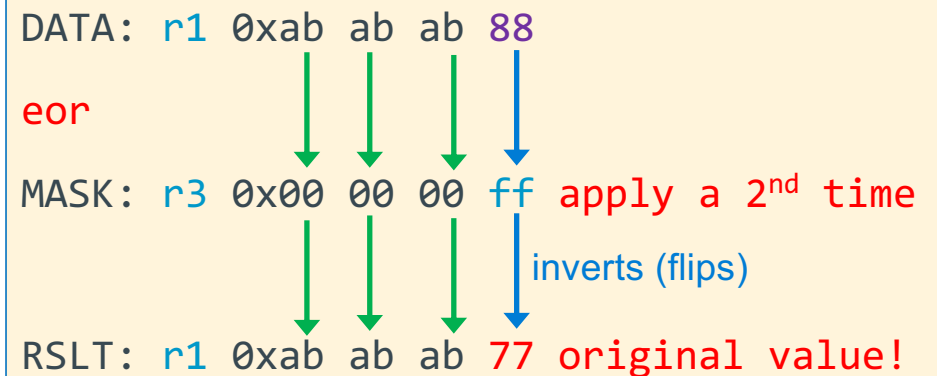 DATA: r1 0xab ab ab 88
eor
MASK: r3 0x00 00 00 ff apply a 2nd time
inverts (flips)
RSLT: r1 0xab ab ab 77 original value!